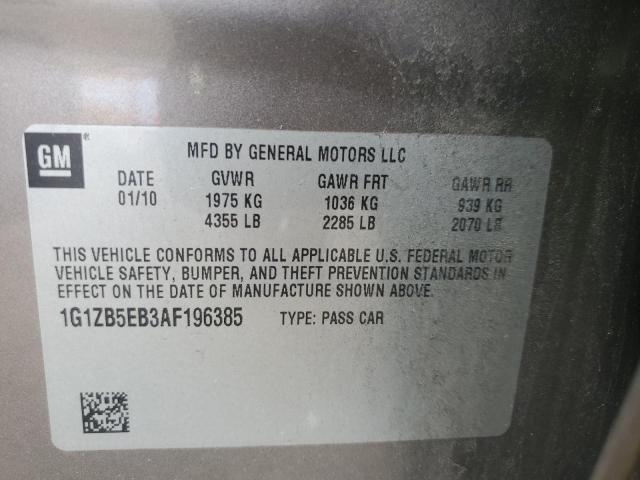 GM®
MFD BY GENERAL MOTORS LLC
DATE GVWR GAWR FRT GAWR RR
01/10 1975 KG 1036 KG 939 KG
4355 LB 2285 LB 2070 LB
THIS VEHICLE CONFORMS TO ALL APPLICABLE U.S. FEDERAL MOTOR
VEHICLE SAFETY, BUMPER, AND THEFT PREVENTION STANDARDS IN
EFFECT ON THE DATE OF MANUFACTURE SHOWN ABOVE.
1G1ZB5EB3AF196385 TYPE: PASS CAR